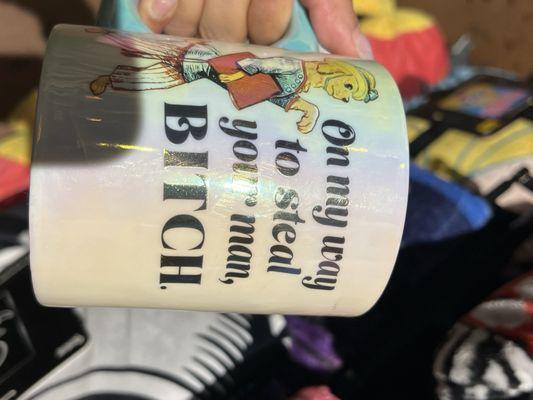 On my way
to steal
your man,
BITCH.